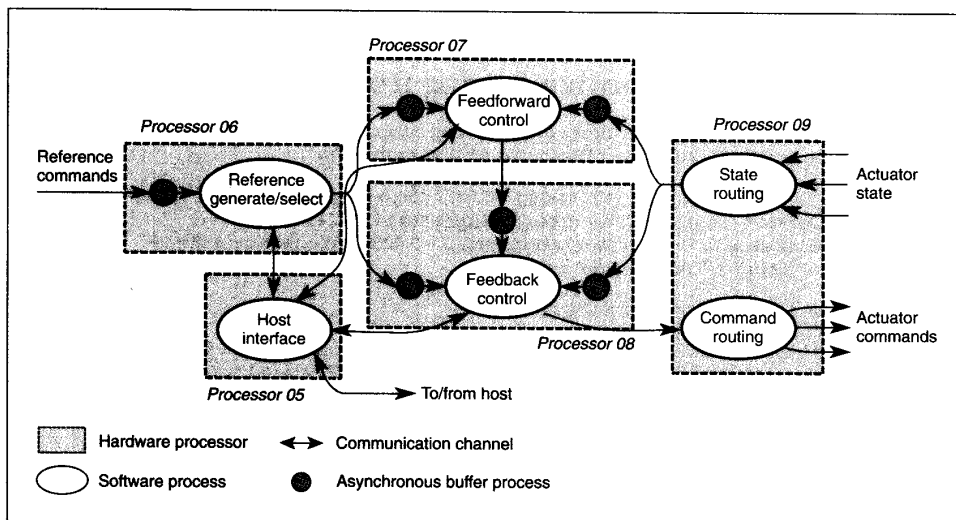 Processor 07
Feedforward
control
Processor 06
Processor 09
Reference
commands
Reference
generate/select
State
routing
Actuator
state
Feedback
control
Host
interface
Command
routing
Actuator
commands
Processor 08
Processor 05
To/from host
Hardware processor
Communication channel
Software process
Asynchronous buffer process